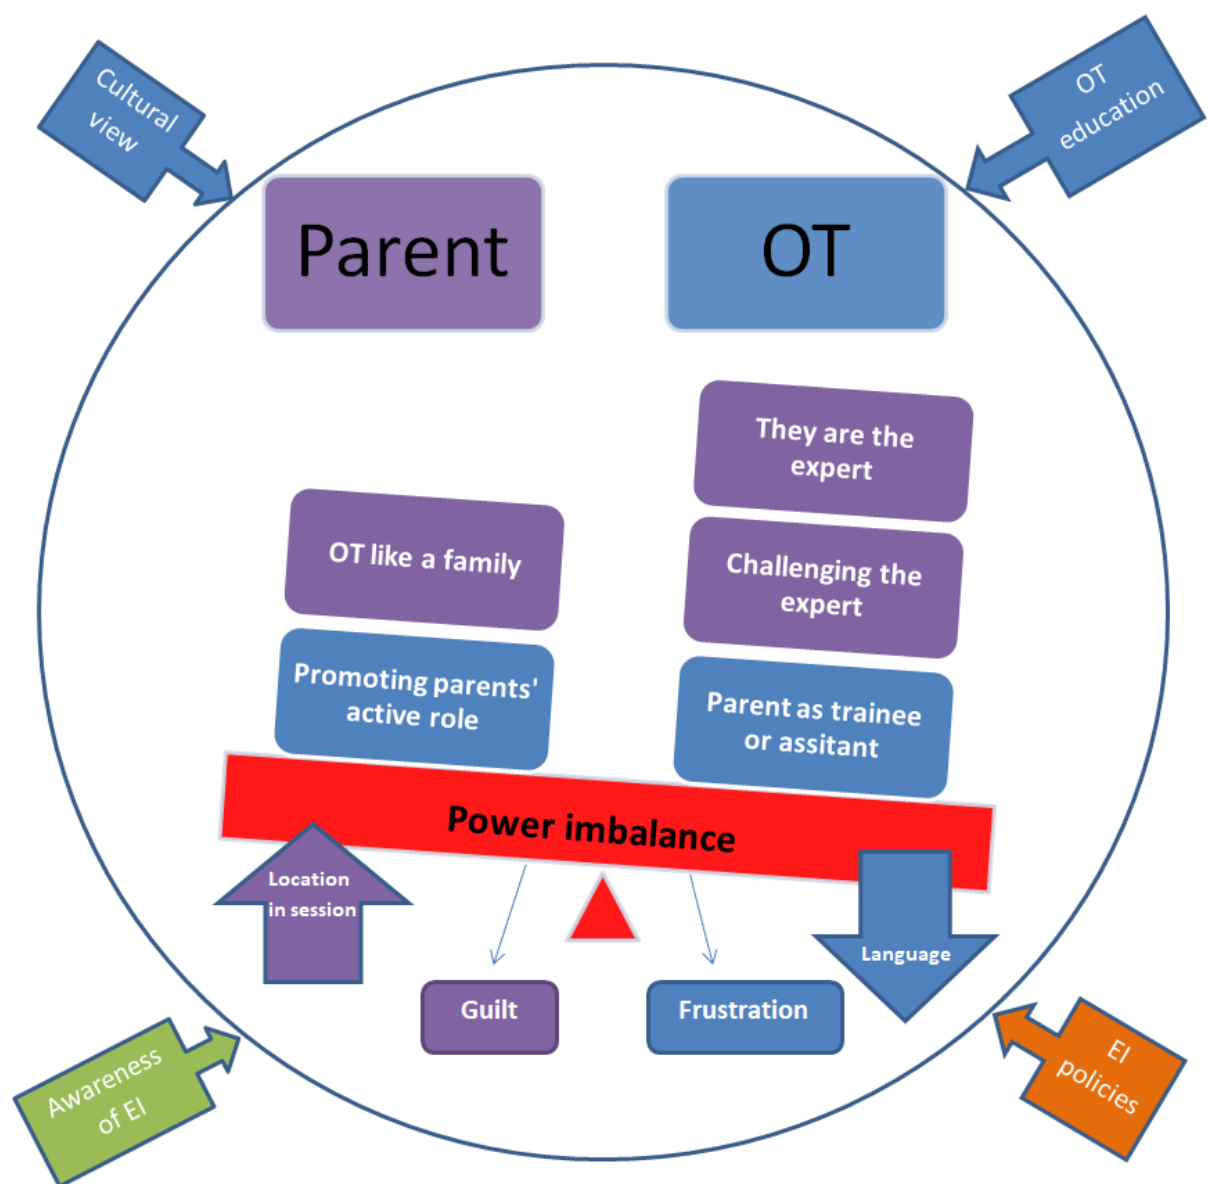 Cultural
view
OT
education
Parent
OT
They are the
expert
OT like a family
Challenging the
expert
Promoting parents'
active role
Parent as trainee
or assitant
Power imbalance
Location
in session
Language
Guilt
Frustration
Awareness
of EI
EI
policies